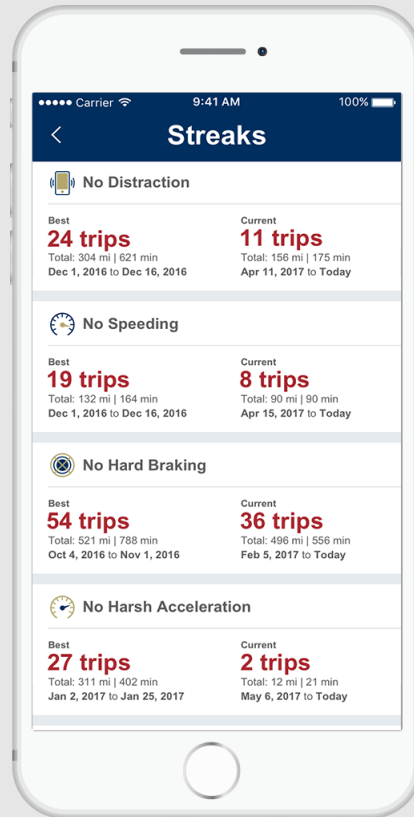 Carrier 9:41 AM 100%
Streaks
No Distraction
Best Current
24 trips 11 trips
Total: 304 mi | 621 min Total: 156 mi | 175 min
Dec 1, 2016 to Dec 16, 2016 Apr 11, 2017 to Today
No Speeding
Best Current
19 trips 8 trips
Total: 132 mi | 164 min Total: 90 mi | 90 min
Dec 1, 2016 to Dec 16, 2016 Apr 15, 2017 to Today
No Hard Braking
Best Current
54 trips 36 trips
Total: 521 mi | 788 min Total: 496 mi | 556 min
Oct 4, 2016 to Nov 1, 2016 Feb 5, 2017 to Today
No Harsh Acceleration
Best Current
27 trips 2 trips
Total: 311 mi | 402 min Total: 12 mi | 21 min
Jan 2, 2017 to Jan 25, 2017 May 6, 2017 to Today